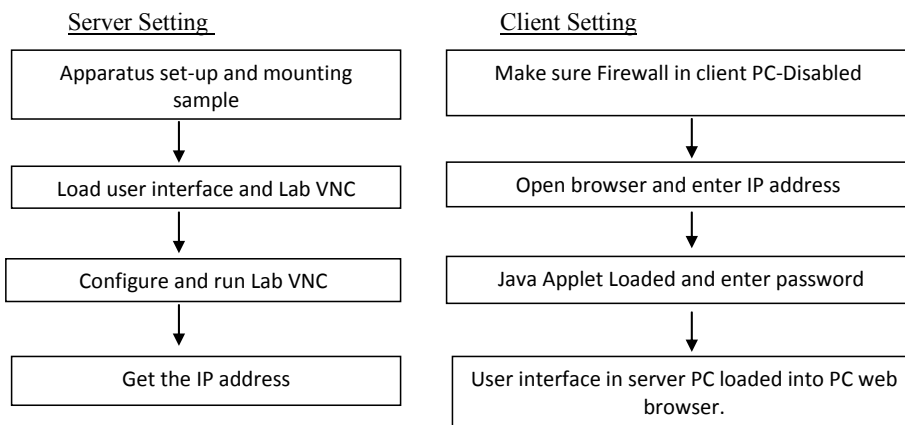 Server Setting
Apparatus set-up and mounting
sample
Load user interface and Lab VNC
Configure and run Lab VNC
Get the IP address
Client Setting
Make sure Firewall in client PC-Disabled
Open browser and enter IP address
Java Applet Loaded and enter password
User interface in server PC loaded into PC web
browser.